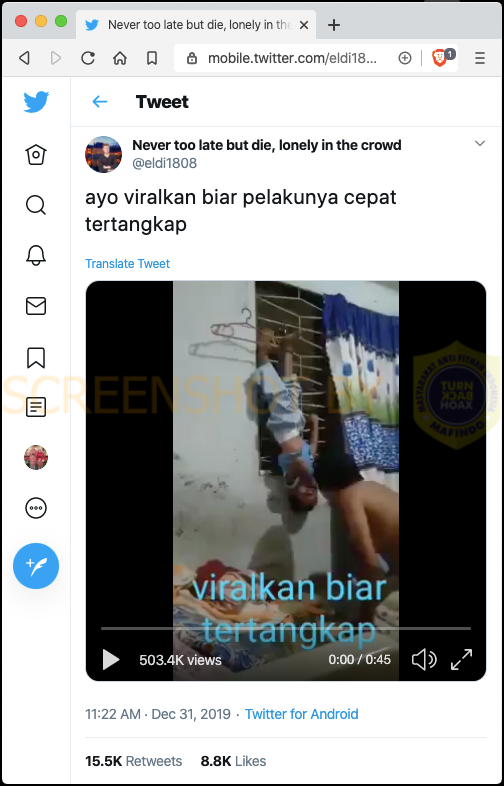 Never too late but die, lonely in the
mobile.twitter.com/eldi18...
1
Tweet
Never too late but die, lonely in the crowd
@eldi1808
ayo viralkan biar pelakunya cepat
tertangkap
Translate Tweet
SCREENSHOT BY
MASYARAKAT ANTI FITNAH
TURN
BACK
HOAX
MAFINDO
viralkan biar
tertangkap
503.4K views
0:00 / 0:45
11:22 AM · Dec 31, 2019 · Twitter for Android
15.5K Retweets 8.8K Likes